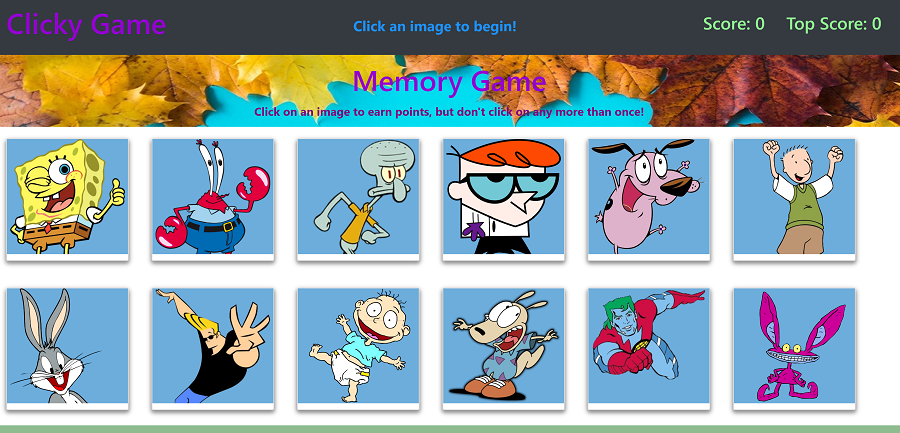 Clicky Game
Click an image to begin!
Score: 0
Top Score: 0
Memory Game
Click on an image to earn points, but don't click on any more than once!